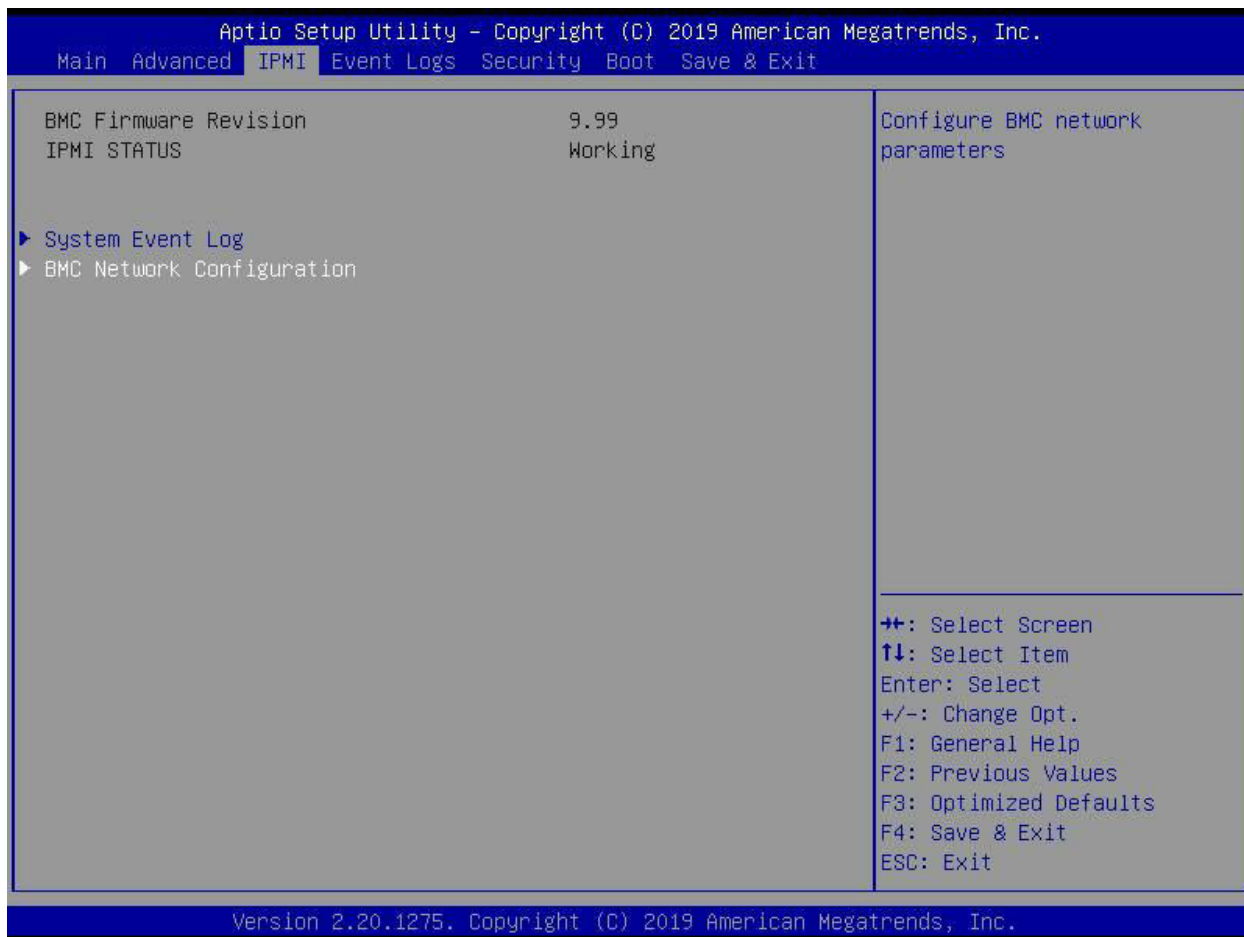 Aptio Setup Utility – Copyright (C) 2019 American Megatrends, Inc.
Main Advanced IPMI Event Logs Security Boot Save & Exit
BMC Firmware Revision 9.99
IPMI STATUS Working
System Event Log
BMC Network Configuration
Configure BMC network
parameters
→←: Select Screen
↑↓: Select Item
Enter: Select
+/-: Change Opt.
F1: General Help
F2: Previous Values
F3: Optimized Defaults
F4: Save & Exit
ESC: Exit
Version 2.20.1275. Copyright (C) 2019 American Megatrends, Inc.